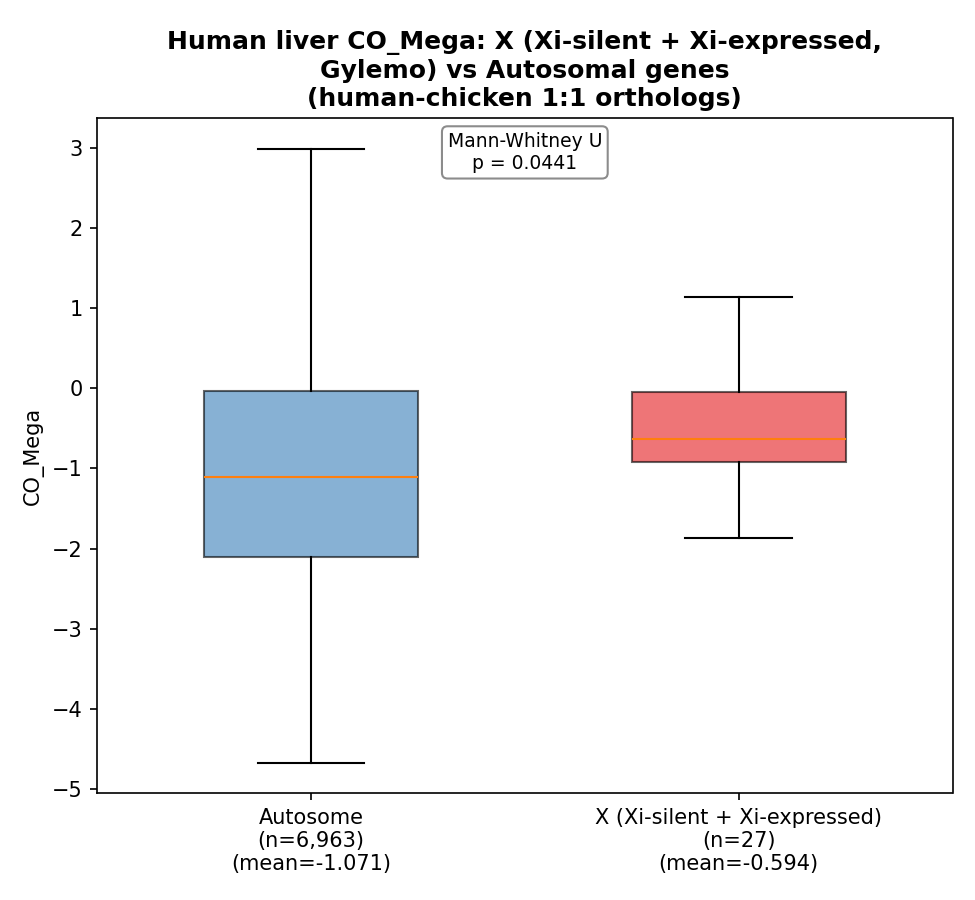 Human liver CO_Mega: X (Xi-silent + Xi-expressed,
Gylemo) vs Autosomal genes
(human-chicken 1:1 orthologs)
Mann-Whitney U
p = 0.0441
3
2
1
0
−1
−2
−3
−4
−5
CO_Mega
Autosome
(n=6,963)
(mean=-1.071)
X (Xi-silent + Xi-expressed)
(n=27)
(mean=-0.594)